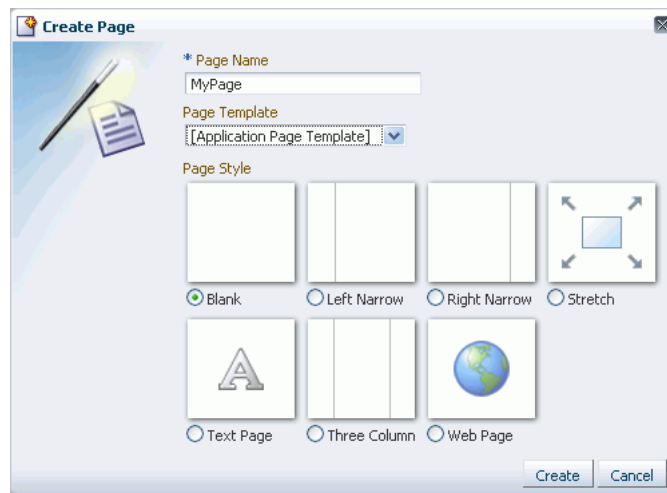 Create Page
* Page Name
MyPage
Page Template
[Application Page Template]
Page Style
Blank
Left Narrow
Right Narrow
Stretch
A
Text Page
Three Column
Web Page
Create
Cancel